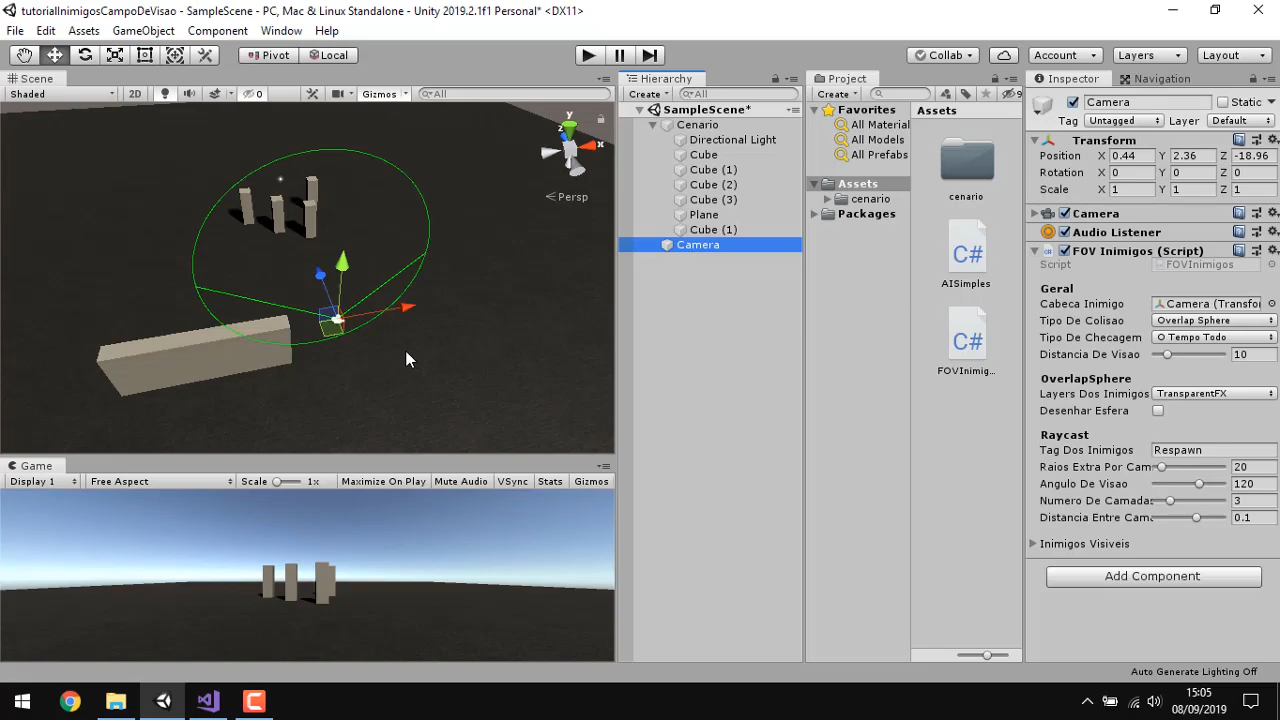 tutorialInimigosCampoDeVisao - SampleScene - PC, Mac & Linux Standalone - Unity 2019.2.1f1 Personal* <DX11>
File Edit Assets GameObject Component Window Help
Pivot Local Collab Account Layers Layout
Scene
Shaded 2D 0 Gizmos All
y
z
x
Persp
Game
Display 1 Free Aspect Scale 1x Maximize On Play Mute Audio VSync Stats Gizmos
Hierarchy
Create All
SampleScene*
Cenario
Directional Light
Cube
Cube (1)
Cube (2)
Cube (3)
Plane
Cube (1)
Camera
Project
Create 9
Favorites
All Material
All Models
All Prefabs
Assets
cenario
Packages
Assets
cenario
C#
AISimples
C#
FOVInimig...
Inspector Navigation
Camera Static
Tag Untagged Layer Default
Transform
Position X 0.44 Y 2.36 Z -18.96
Rotation X 0 Y 0 Z 0
Scale X 1 Y 1 Z 1
Camera
Audio Listener
FOV Inimigos (Script)
Script FOVInimigos
Geral
Cabeca Inimigo Camera (Transfor
Tipo De Colisao Overlap Sphere
Tipo De Checagem O Tempo Todo
Distancia De Visao 10
OverlapSphere
Layers Dos Inimigos TransparentFX
Desenhar Esfera
Raycast
Tag Dos Inimigos Respawn
Raios Extra Por Cam 20
Angulo De Visao 120
Numero De Camadas 3
Distancia Entre Cama 0.1
Inimigos Visiveis
Add Component
Auto Generate Lighting Off
15:05
08/09/2019